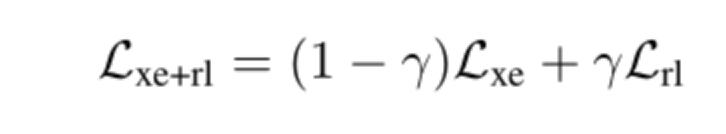 ℒxe+rl = (1 − γ)ℒxe + γℒrl